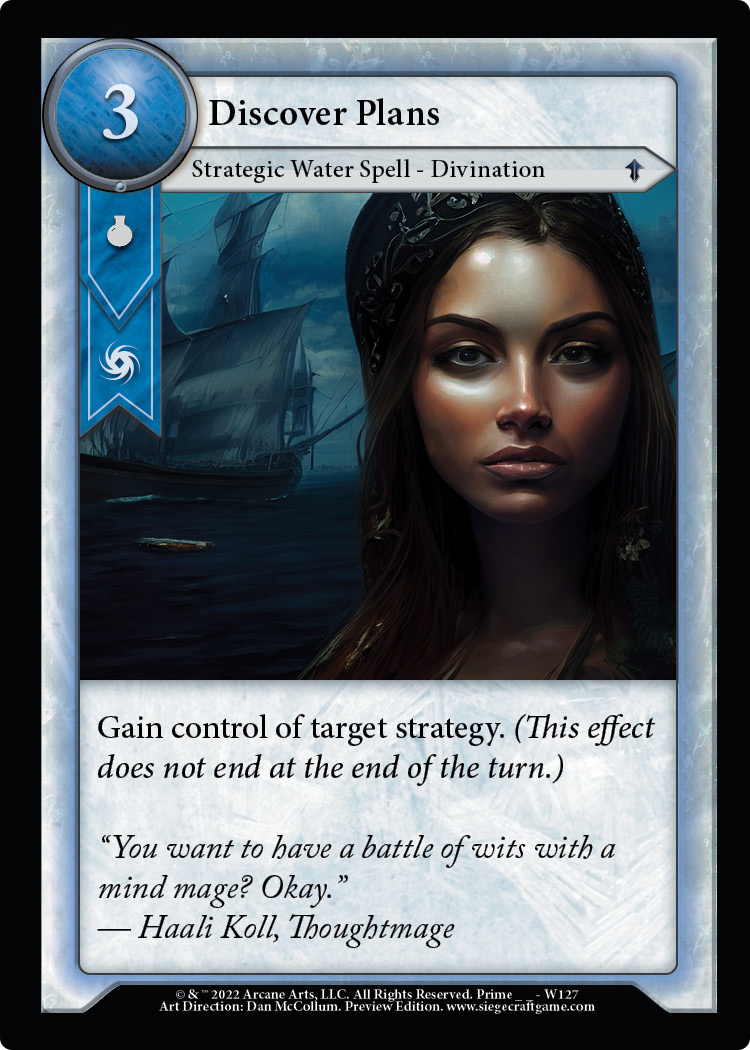 3
Discover Plans
Strategic Water Spell - Divination
Gain control of target strategy. (This effect
does not end at the end of the turn.)
“You want to have a battle of wits with a
mind mage? Okay.”
— Haali Koll, Thoughtmage
© & ™ 2022 Arcane Arts, LLC. All Rights Reserved. Prime _ _ - W127
Art Direction: Dan McCollum. Preview Edition. www.siegecraftgame.com